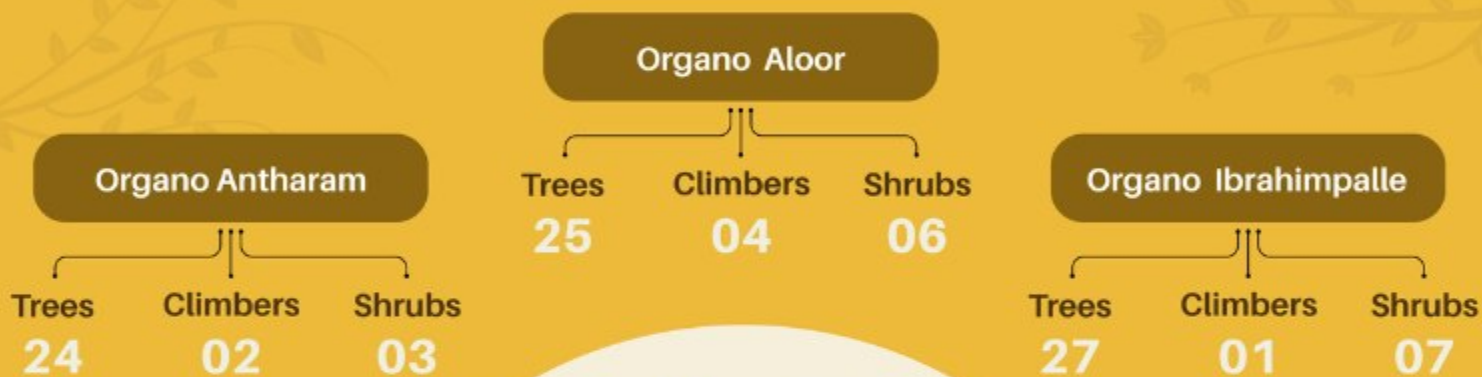 Organo Aloor
Trees Climbers Shrubs
25 04 06
Organo Antharam
Trees Climbers Shrubs
24 02 03
Organo Ibrahimpalle
Trees Climbers Shrubs
27 01 07